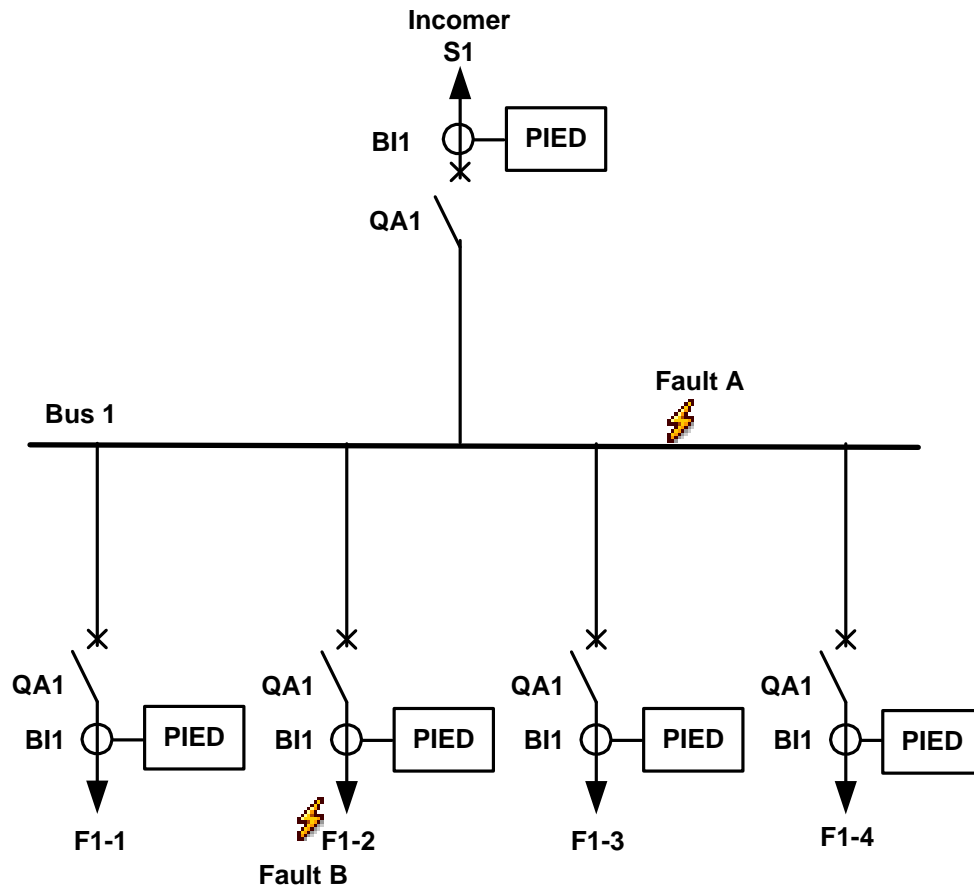 Incomer
S1
BI1
PIED
QA1
Fault A
Bus 1
QA1
QA1
QA1
QA1
BI1
PIED
BI1
PIED
BI1
PIED
BI1
PIED
F1-1
F1-2
F1-3
F1-4
Fault B